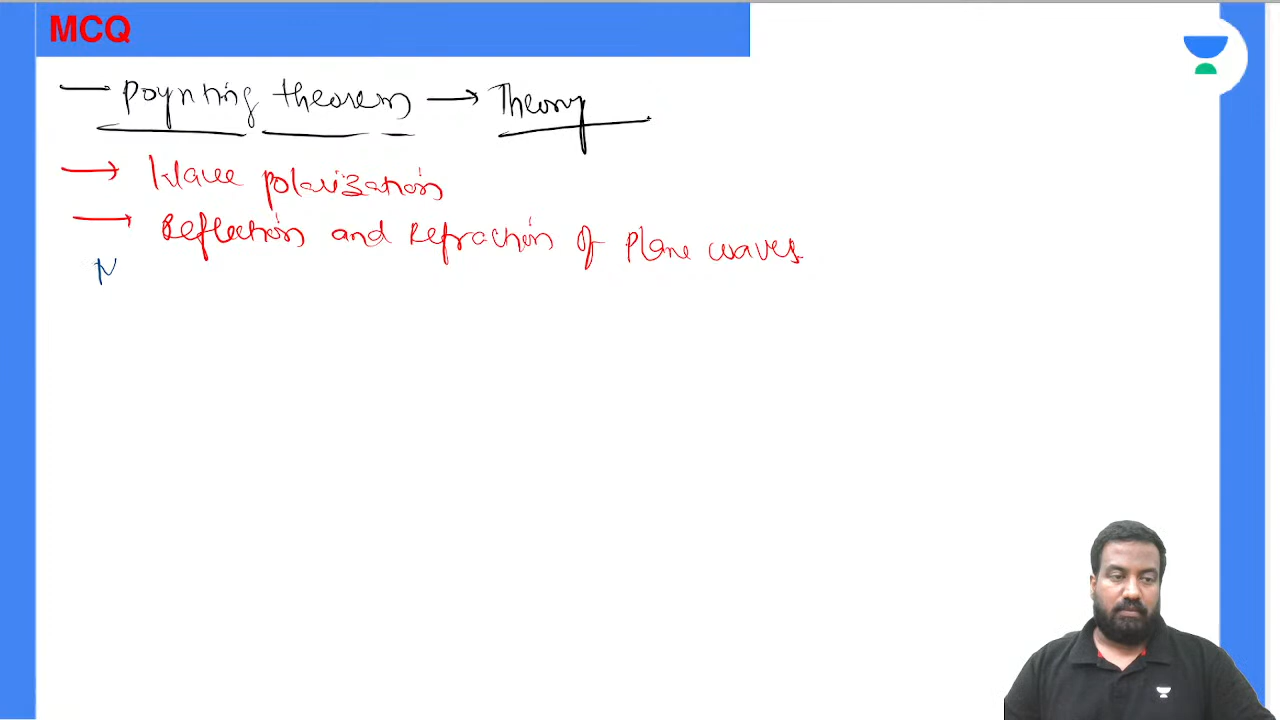 MCQ
→ Poynting theorem → Theory
→ Wave polarization
→ Reflection and Refraction of Plane waves
N